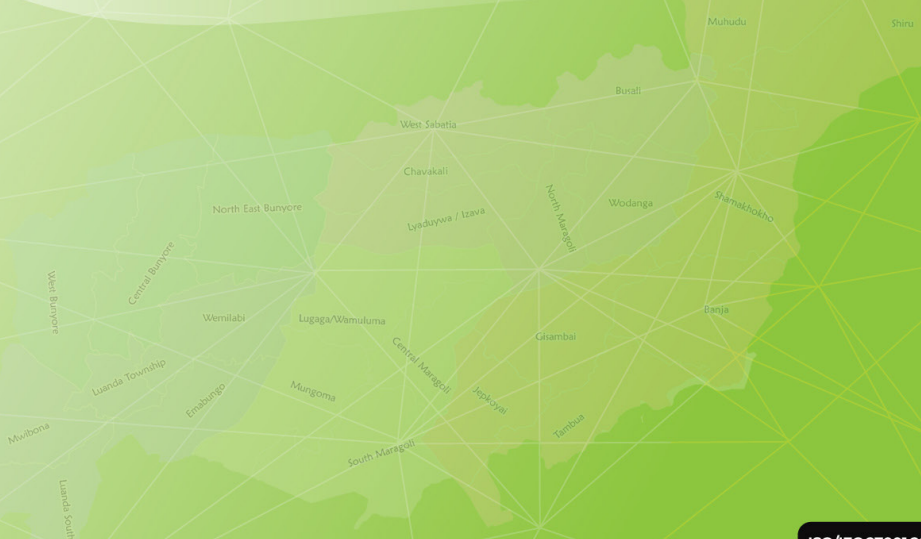 Muhudu
Shiru
Busali
West Sabatia
Chavakali
North Maragoli
Wodanga
Shamakhokho
North East Bunyore
Lyaduywa / Izava
Central Bunyore
West Bunyore
Wemilabi
Lugaga/Wamuluma
Banja
Gisambai
Central Maragoli
Luanda Township
Emabungo
Mungoma
Jepkoyai
Tambua
Mwibona
South Maragoli
Luanda South